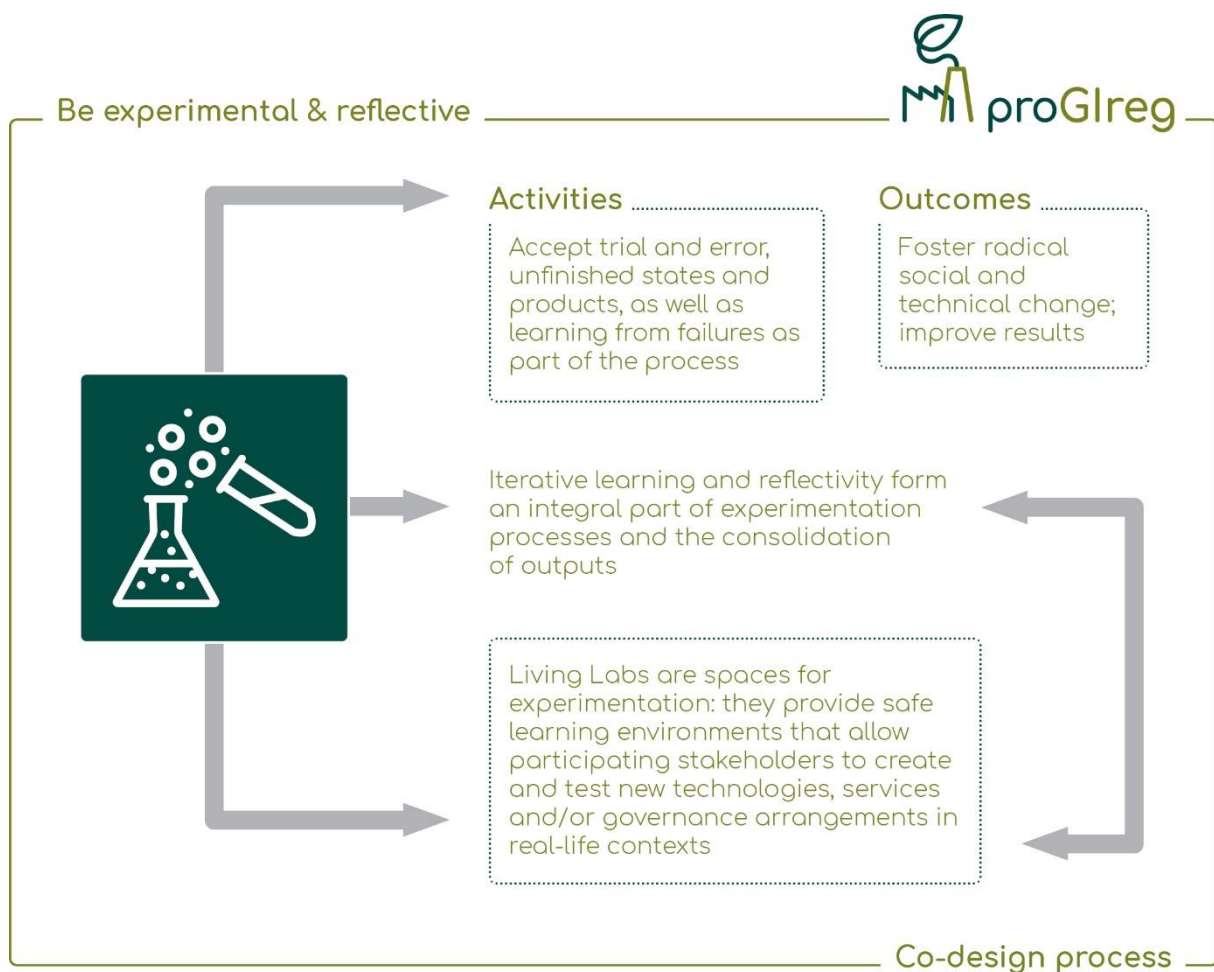 Be experimental & reflective
proGIreg
Activities
Accept trial and error,
unfinished states and
products, as well as
learning from failures as
part of the process
Outcomes
Foster radical
social and
technical change;
improve results
Iterative learning and reflectivity form
an integral part of experimentation
processes and the consolidation
of outputs
Living Labs are spaces for
experimentation: they provide safe
learning environments that allow
participating stakeholders to create
and test new technologies, services
and/or governance arrangements in
real-life contexts
Co-design process